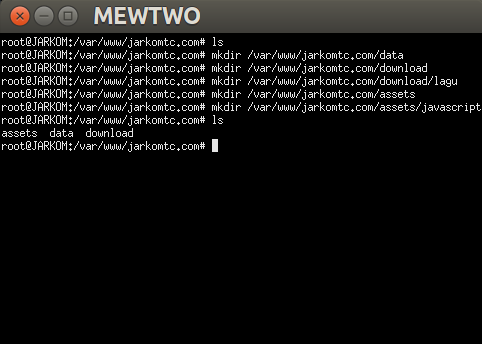 MEWTWO
root@JARKOM:/var/www/jarkomtc.com# ls
root@JARKOM:/var/www/jarkomtc.com# mkdir /var/www/jarkomtc.com/data
root@JARKOM:/var/www/jarkomtc.com# mkdir /var/www/jarkomtc.com/download
root@JARKOM:/var/www/jarkomtc.com# mkdir /var/www/jarkomtc.com/download/lagu
root@JARKOM:/var/www/jarkomtc.com# mkdir /var/www/jarkomtc.com/assets
root@JARKOM:/var/www/jarkomtc.com# mkdir /var/www/jarkomtc.com/assets/javascript
root@JARKOM:/var/www/jarkomtc.com# ls
assets  data  download
root@JARKOM:/var/www/jarkomtc.com#